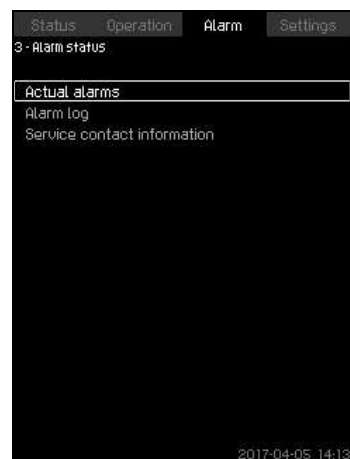 Status Operation Alarm Settings
3 - Alarm status
Actual alarms
Alarm log
Service contact information
2017-04-05 14:13